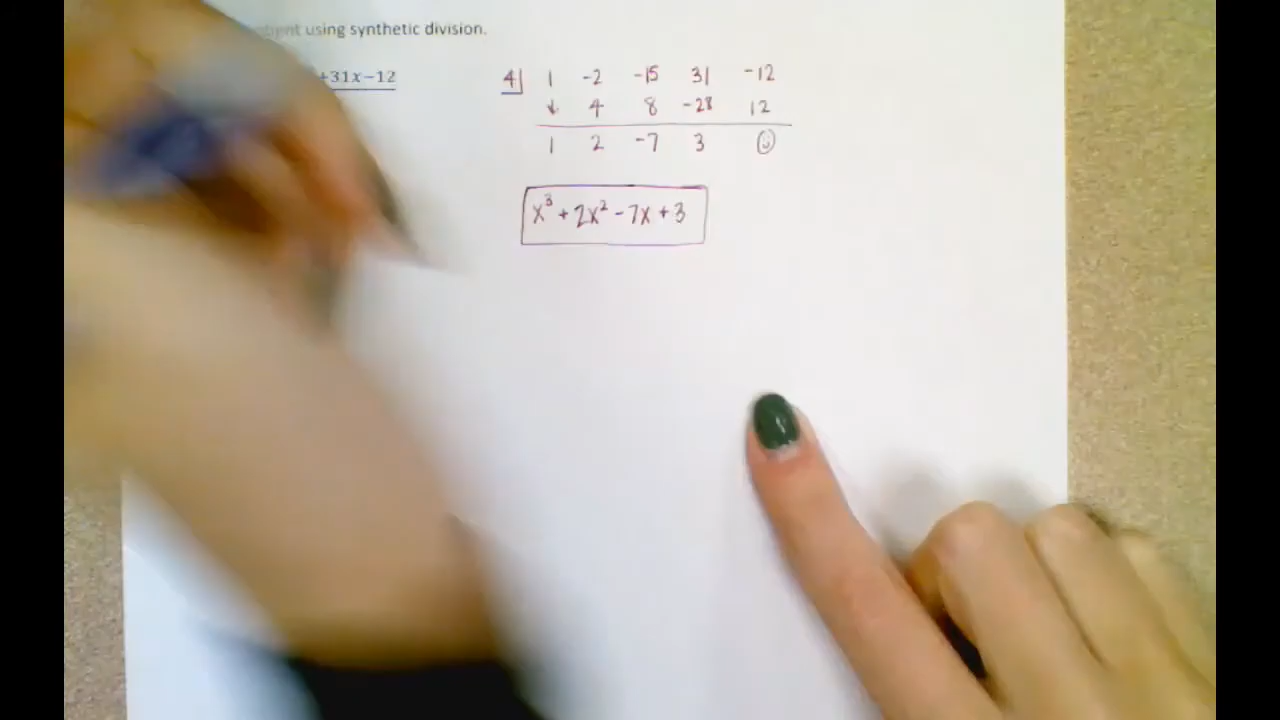 using synthetic division.
+31x−12
4| 1 -2 -15 31 -12
↓ 4 8 -28 12
1 2 -7 3 ☺
x³ + 2x² - 7x + 3